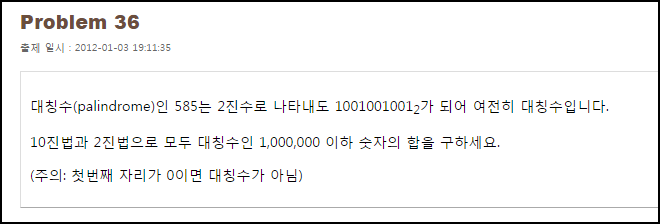 Problem 36
출제 일시 : 2012-01-03 19:11:35
대칭수(palindrome)인 585는 2진수로 나타내도 1001001001₂가 되어 여전히 대칭수입니다.
10진법과 2진법으로 모두 대칭수인 1,000,000 이하 숫자의 합을 구하세요.
(주의: 첫번째 자리가 0이면 대칭수가 아님)